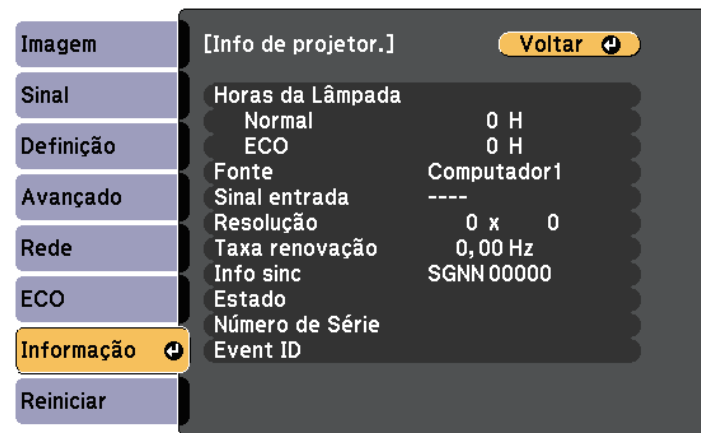 Imagem
Sinal
Definição
Avançado
Rede
ECO
Informação
Reiniciar
[Info de projetor.] Voltar
Horas da Lâmpada
Normal 0 H
ECO 0 H
Fonte Computador1
Sinal entrada ----
Resolução 0 x 0
Taxa renovação 0,00 Hz
Info sinc SGNN 00000
Estado
Número de Série
Event ID